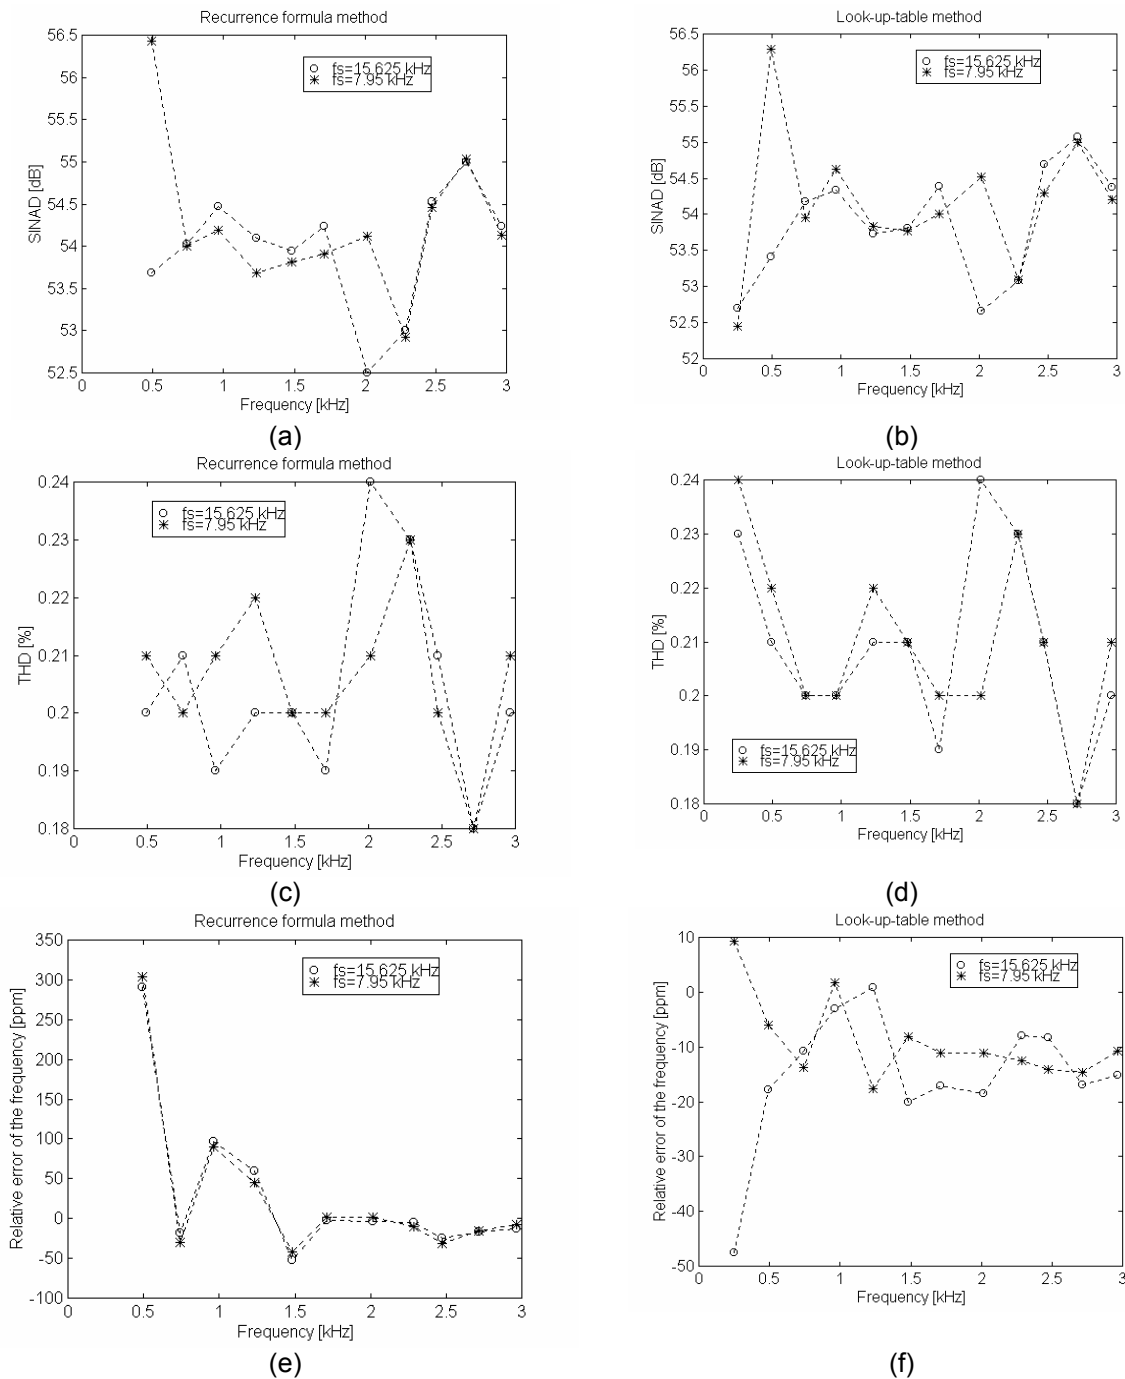 Recurrence formula method
56.5
56
55.5
55
54.5
54
53.5
53
52.5
SINAD [dB]
fs=15.625 kHz
fs=7.95 kHz
0 0.5 1 1.5 2 2.5 3
Frequency [kHz]
(a)
Look-up-table method
56.5
56
55.5
55
54.5
54
53.5
53
52.5
52
SINAD [dB]
fs=15.625 kHz
fs=7.95 kHz
0 0.5 1 1.5 2 2.5 3
Frequency [kHz]
(b)
Recurrence formula method
0.24
0.23
0.22
0.21
0.2
0.19
0.18
THD [%]
fs=15.625 kHz
fs=7.95 kHz
0 0.5 1 1.5 2 2.5 3
Frequency [kHz]
(c)
Look-up-table method
0.24
0.23
0.22
0.21
0.2
0.19
0.18
THD [%]
fs=15.625 kHz
fs=7.95 kHz
0 0.5 1 1.5 2 2.5 3
Frequency [kHz]
(d)
Recurrence formula method
350
300
250
200
150
100
50
0
-50
-100
Relative error of the frequency [ppm]
fs=15.625 kHz
fs=7.95 kHz
0 0.5 1 1.5 2 2.5 3
Frequency [kHz]
(e)
Look-up-table method
10
0
-10
-20
-30
-40
-50
Relative error of the frequency [ppm]
fs=15.625 kHz
fs=7.95 kHz
0 0.5 1 1.5 2 2.5 3
Frequency [kHz]
(f)